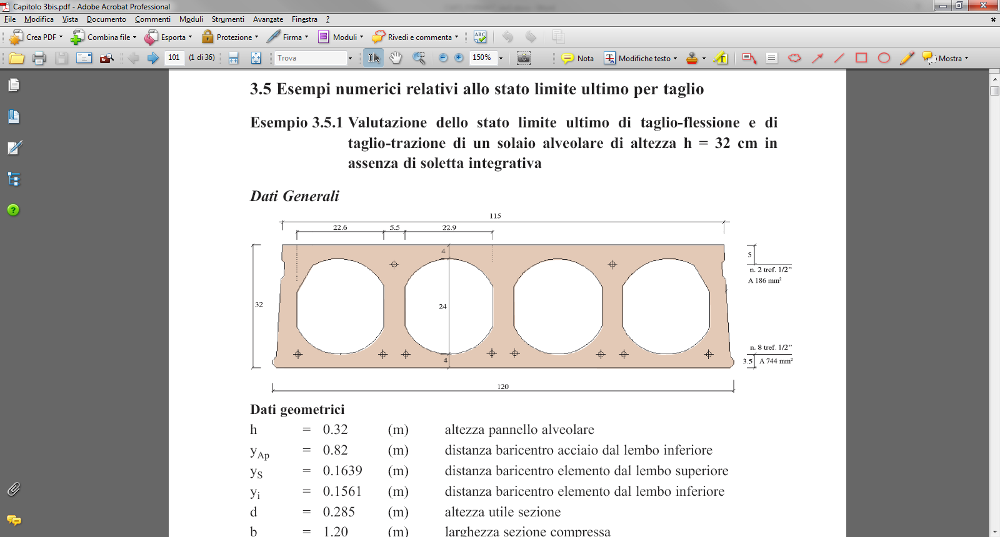 Capitolo 3bis.pdf - Adobe Acrobat Professional
File Modifica Vista Documento Commenti Moduli Strumenti Avanzate Finestra ?
Crea PDF Combina file Esporta Protezione Firma Moduli Rivedi e commenta
101 (1 di 36) Trova 150% Nota Modifiche testo Mostra
3.5 Esempi numerici relativi allo stato limite ultimo per taglio
Esempio 3.5.1 Valutazione dello stato limite ultimo di taglio-flessione e di
taglio-trazione di un solaio alveolare di altezza h = 32 cm in
assenza di soletta integrativa
Dati Generali
115
22.6 5.5 22.9
4
5
n. 2 tref. 1/2"
A 186 mm²
32
24
n. 8 tref. 1/2"
4
3.5 A 744 mm²
120
Dati geometrici
h = 0.32 (m) altezza pannello alveolare
yAp = 0.82 (m) distanza baricentro acciaio dal lembo inferiore
yS = 0.1639 (m) distanza baricentro elemento dal lembo superiore
yi = 0.1561 (m) distanza baricentro elemento dal lembo inferiore
d = 0.285 (m) altezza utile sezione
b = 1.20 (m) larghezza sezione compressa